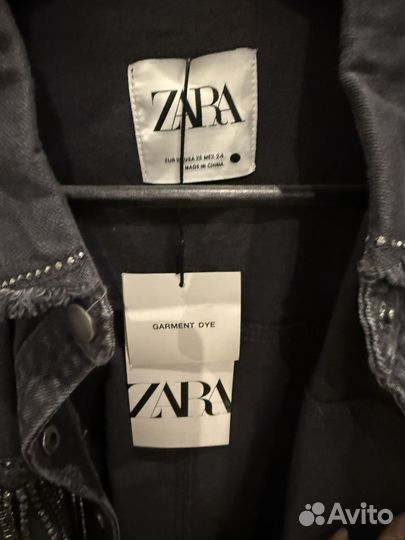 ZARA
EUR XS USA XS MEX 24
MADE IN CHINA
GARMENT DYE
ZARA
Avito